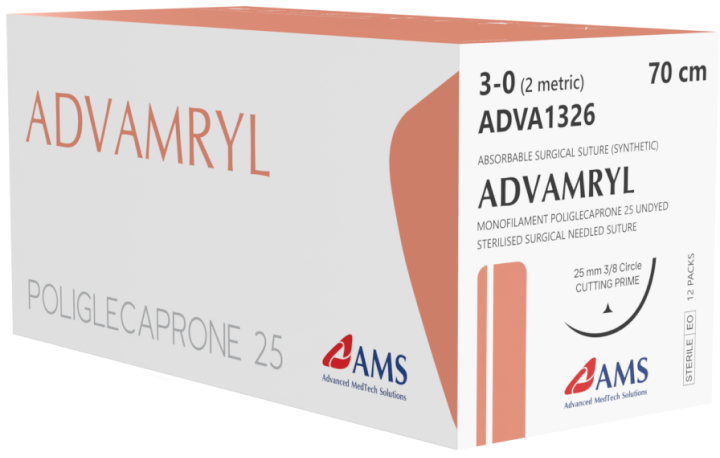 ADVAMRYL
POLIGLECAPRONE 25
AMS
Advanced MedTech Solutions
3-0 (2 metric) 70 cm
ADVA1326
ABSORBABLE SURGICAL SUTURE (SYNTHETIC)
ADVAMRYL
MONOFILAMENT POLIGLECAPRONE 25 UNDYED
STERILISED SURGICAL NEEDLED SUTURE
25 mm 3/8 Circle
CUTTING PRIME
STERILE EO 12 PACKS
AMS
Advanced MedTech Solutions